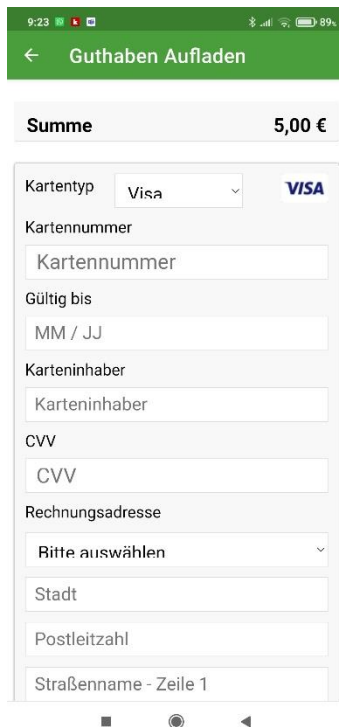 9:23 89%
Guthaben Aufladen
Summe 5,00 €
Kartentyp Visa VISA
Kartennummer
Kartennummer
Gültig bis
MM / JJ
Karteninhaber
Karteninhaber
CVV
CVV
Rechnungsadresse
Bitte auswählen
Stadt
Postleitzahl
Straßenname - Zeile 1